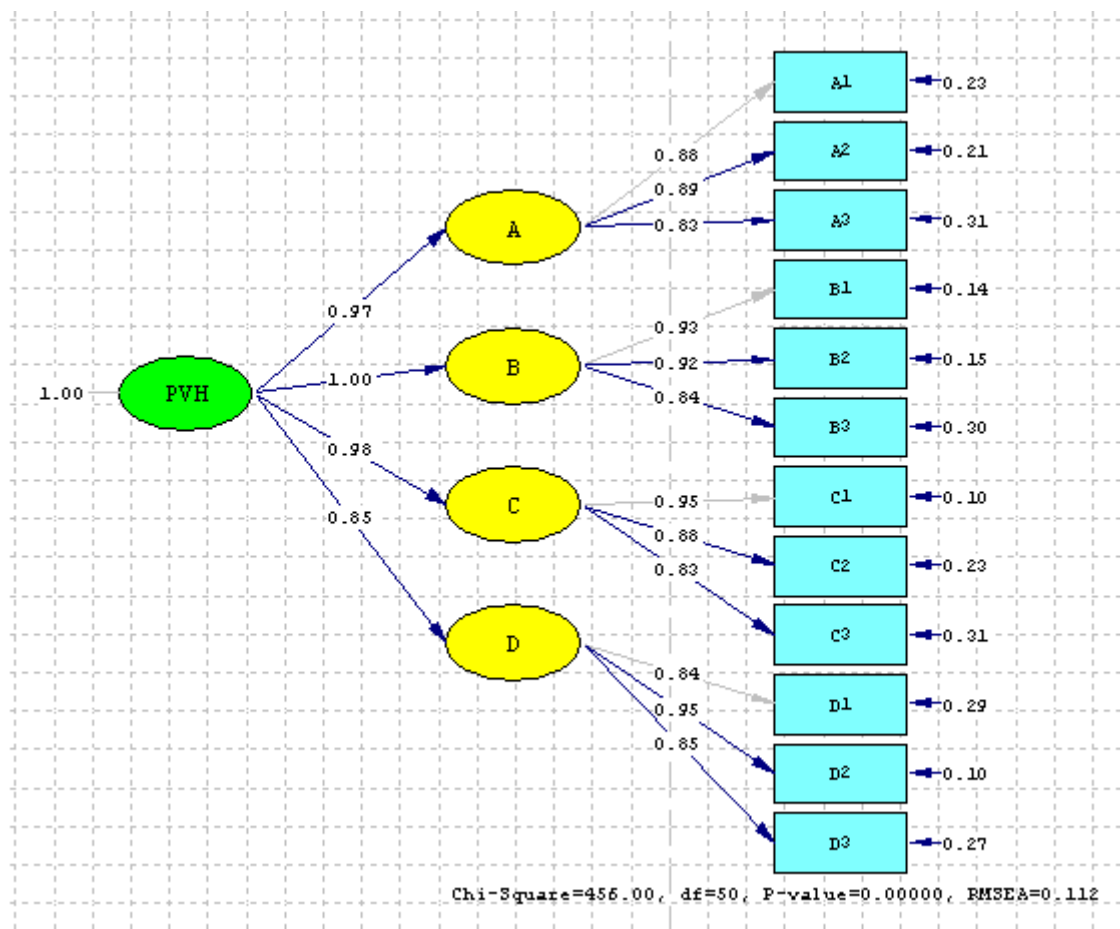 A1
0.23
0.88
A2
0.21
0.89
A
0.83
A3
0.31
B1
0.14
0.97
0.93
B
0.92
B2
0.15
1.00
PVH
1.00
0.84
B3
0.30
0.98
C
0.95
C1
0.10
0.85
0.88
C2
0.23
0.83
C3
0.31
D
0.84
D1
0.29
0.95
D2
0.10
0.85
D3
0.27
Chi-Square=456.00, df=50, P-value=0.00000, RMSEA=0.112